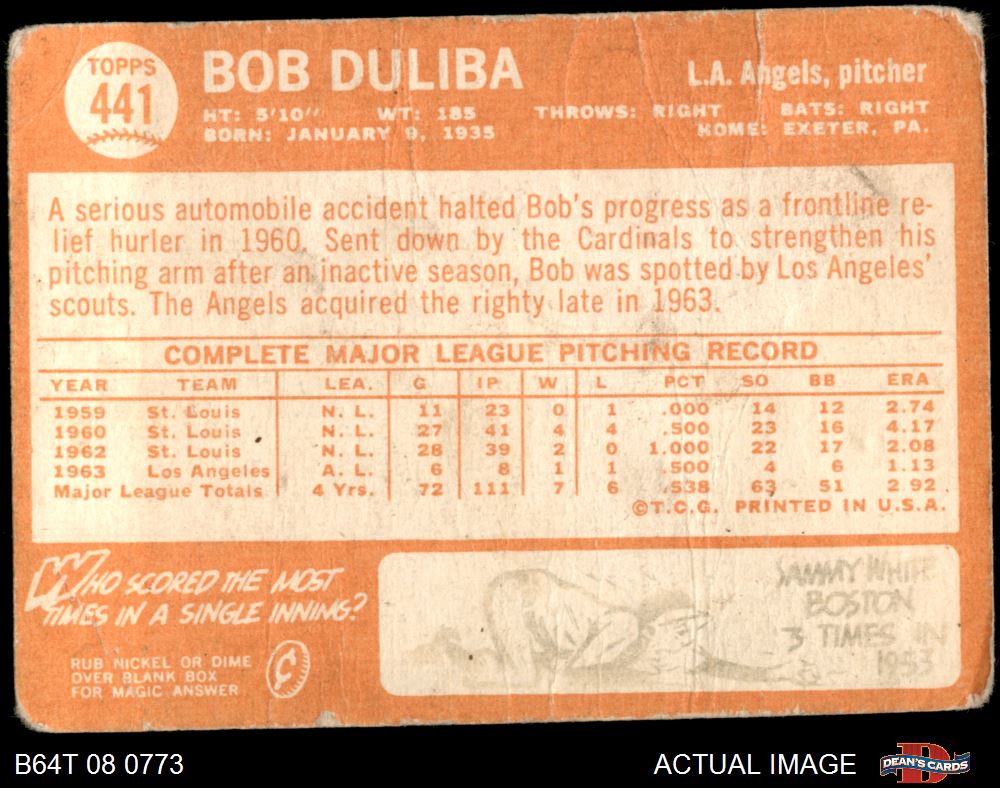 TOPPS
441
BOB DULIBA
L.A. Angels, pitcher
HT: 5'10'' WT: 185 THROWS: RIGHT BATS: RIGHT
BORN: JANUARY 9, 1935 HOME: EXETER, PA.
A serious automobile accident halted Bob's progress as a frontline re-
lief hurler in 1960. Sent down by the Cardinals to strengthen his
pitching arm after an inactive season, Bob was spotted by Los Angeles'
scouts. The Angels acquired the righty late in 1963.
COMPLETE MAJOR LEAGUE PITCHING RECORD
YEAR TEAM LEA. G IP W L PCT SO BB ERA
1959 St. Louis N. L. 11 23 0 1 .000 14 12 2.74
1960 St. Louis N. L. 27 41 4 4 .500 23 16 4.17
1962 St. Louis N. L. 28 39 2 0 1.000 22 17 2.08
1963 Los Angeles A. L. 6 8 1 1 .500 4 6 1.13
Major League Totals 4 Yrs. 72 111 7 6 .538 63 51 2.92
©T.C.G. PRINTED IN U.S.A.
WHO SCORED THE MOST
TIMES IN A SINGLE INNING?
RUB NICKEL OR DIME
OVER BLANK BOX
FOR MAGIC ANSWER
¢
SAMMY WHITE
BOSTON
3 TIMES IN
1953
B64T 08 0773
ACTUAL IMAGE
D
DEAN'S CARDS